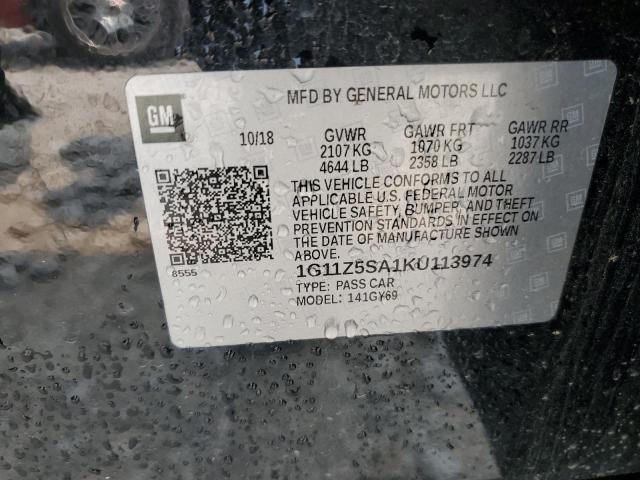 GM
MFD BY GENERAL MOTORS LLC
10/18 GVWR GAWR FRT GAWR RR
2107 KG 1070 KG 1037 KG
4644 LB 2358 LB 2287 LB
THIS VEHICLE CONFORMS TO ALL
APPLICABLE U.S. FEDERAL MOTOR
VEHICLE SAFETY, BUMPER, AND THEFT
PREVENTION STANDARDS IN EFFECT ON
THE DATE OF MANUFACTURE SHOWN
ABOVE.
8555
1G11Z5SA1KU113974
TYPE: PASS CAR
MODEL: 141GY69